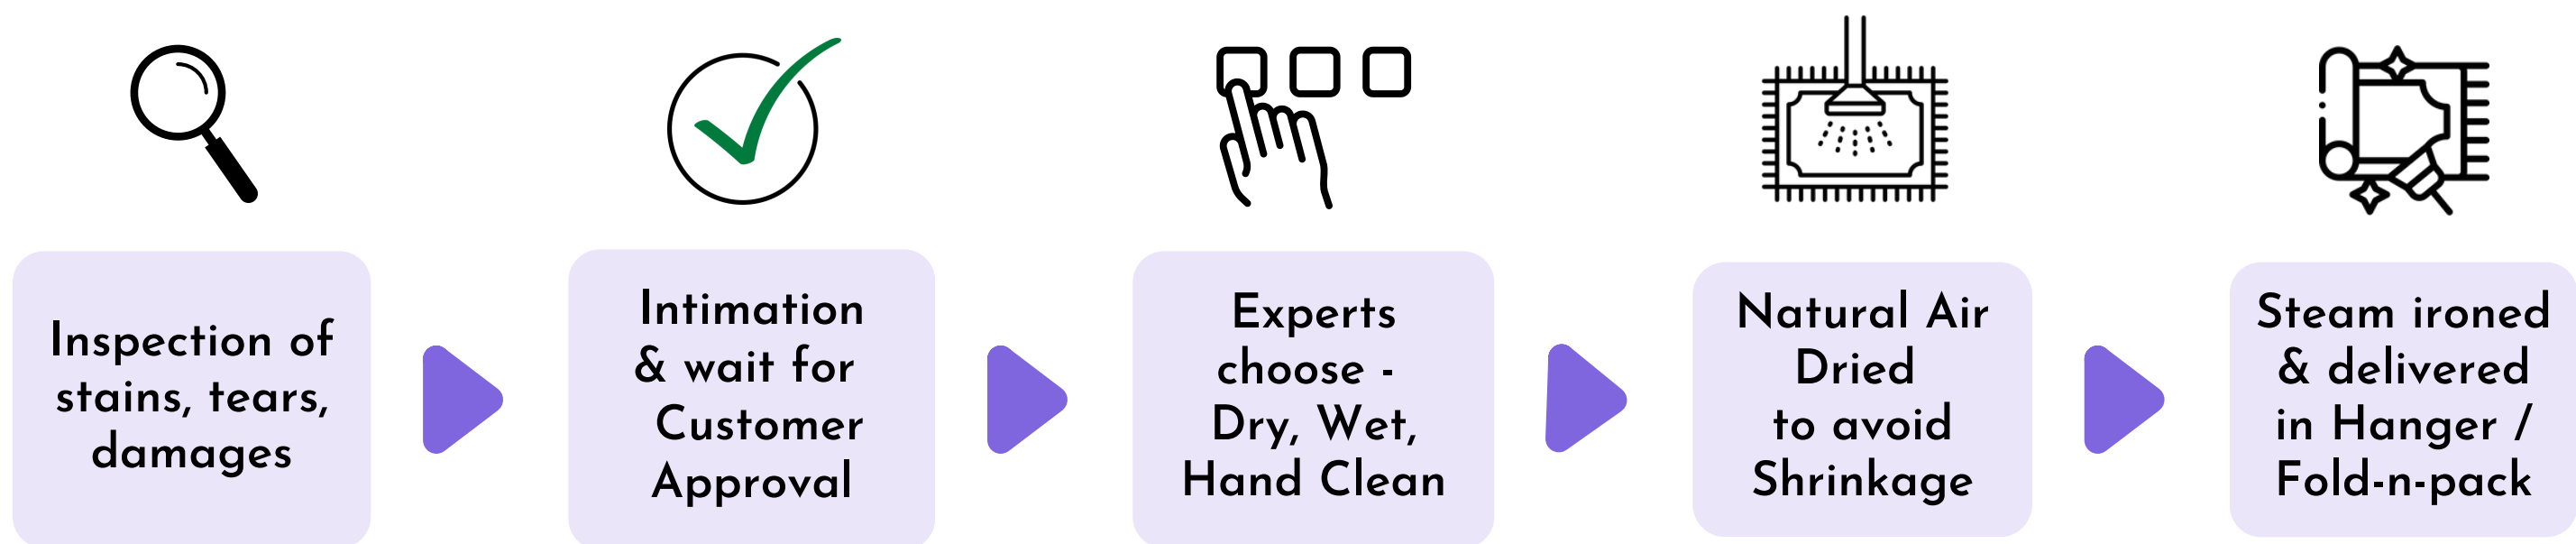 Inspection of
stains, tears,
damages
Intimation
& wait for
Customer
Approval
Experts
choose -
Dry, Wet,
Hand Clean
Natural Air
Dried
to avoid
Shrinkage
Steam ironed
& delivered
in Hanger /
Fold-n-pack